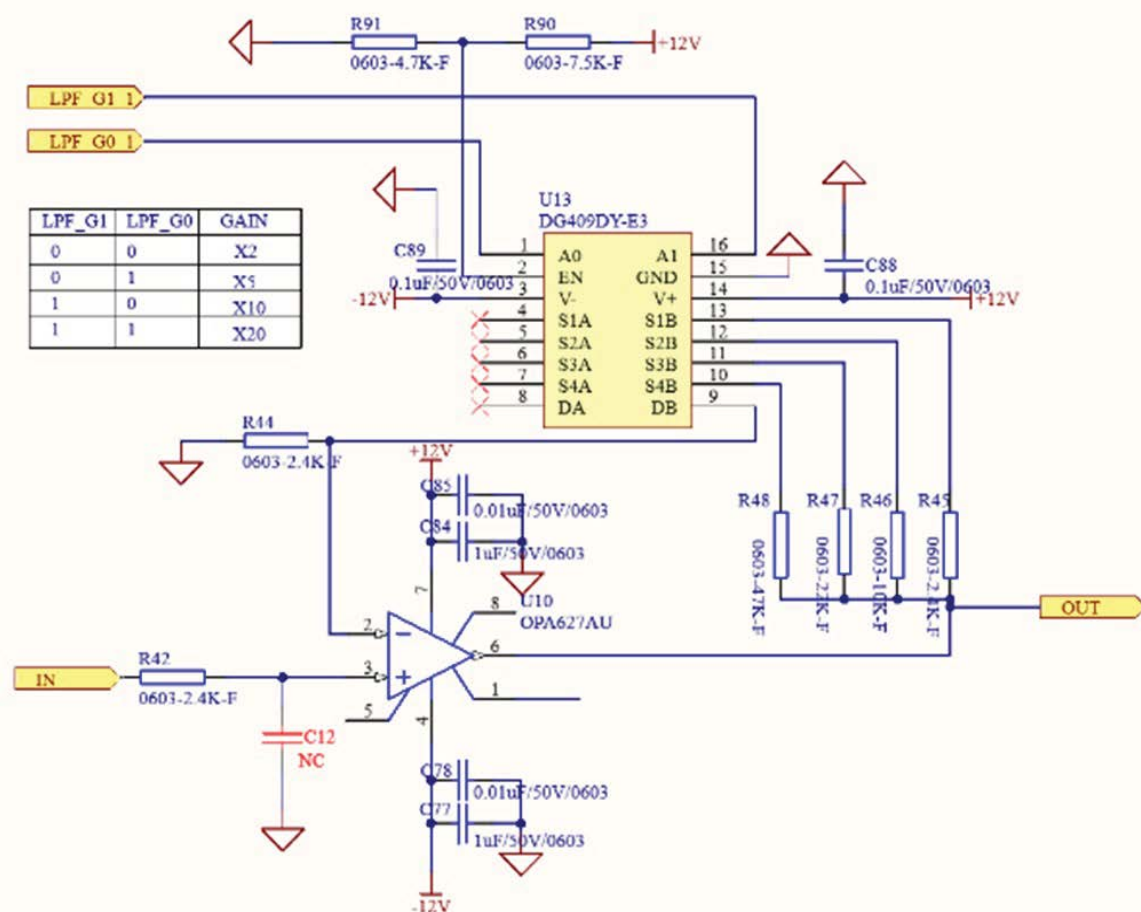 R91
0603-4.7K-F
R90
0603-7.5K-F
+12V
LPF_G1_1
LPF_G0_1
LPF_G1 LPF_G0 GAIN
0 0 X2
0 1 X5
1 0 X10
1 1 X20
U13
DG409DY-E3
C89
0.1uF/50V/0603
-12V
C88
0.1uF/50V/0603
+12V
1 A0 A1 16
2 EN GND 15
3 V- V+ 14
4 S1A S1B 13
5 S2A S2B 12
6 S3A S3B 11
7 S4A S4B 10
8 DA DB 9
R44
0603-2.4K-F
+12V
C85
0.01uF/50V/0603
C84
1uF/50V/0603
R48
0603-47K-F
R47
0603-22K-F
R46
0603-10K-F
R45
0603-2.4K-F
OUT
7
8
U10
OPA627AU
2
6
3
1
5
4
IN
R42
0603-2.4K-F
C12
NC
C78
0.01uF/50V/0603
C77
1uF/50V/0603
-12V